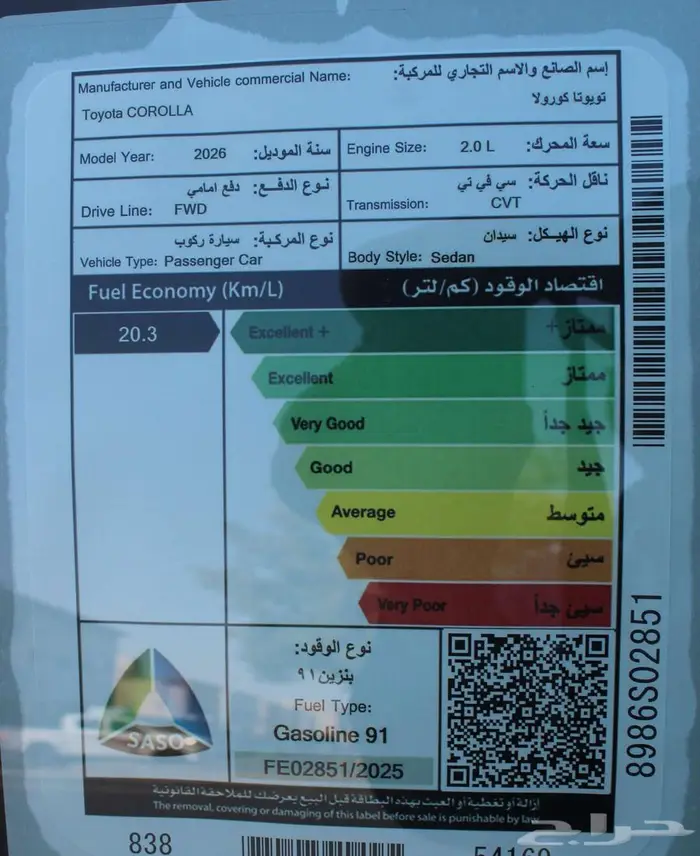 Manufacturer and Vehicle commercial Name: إسم الصانع والاسم التجاري للمركبة:
Toyota COROLLA تويوتا كورولا
Model Year: 2026 سنة الموديل: Engine Size: 2.0 L سعة المحرك:
نوع الدفـع: دفع امامي ناقل الحركة: سي في تي
Drive Line: FWD Transmission: CVT
نوع المركبة: سيارة ركوب نوع الهيكل: سيدان
Vehicle Type: Passenger Car Body Style: Sedan
Fuel Economy (Km/L) اقتصاد الوقود (كم/لتر)
20.3 Excellent + ممتاز+
Excellent ممتاز
Very Good جيد جداً
Good جيد
Average متوسط
Poor سيئ
Very Poor سيئ جداً
نوع الوقود:
بنزين ٩١
Fuel Type:
Gasoline 91
SASO
FE02851/2025
إزالة أو تغطية أو العبث بهذه البطاقة قبل البيع يعرضك للملاحقة القانونية
The removal, covering or damaging of this label before sale is punishable by law
8986S02851
838
54160
حراج